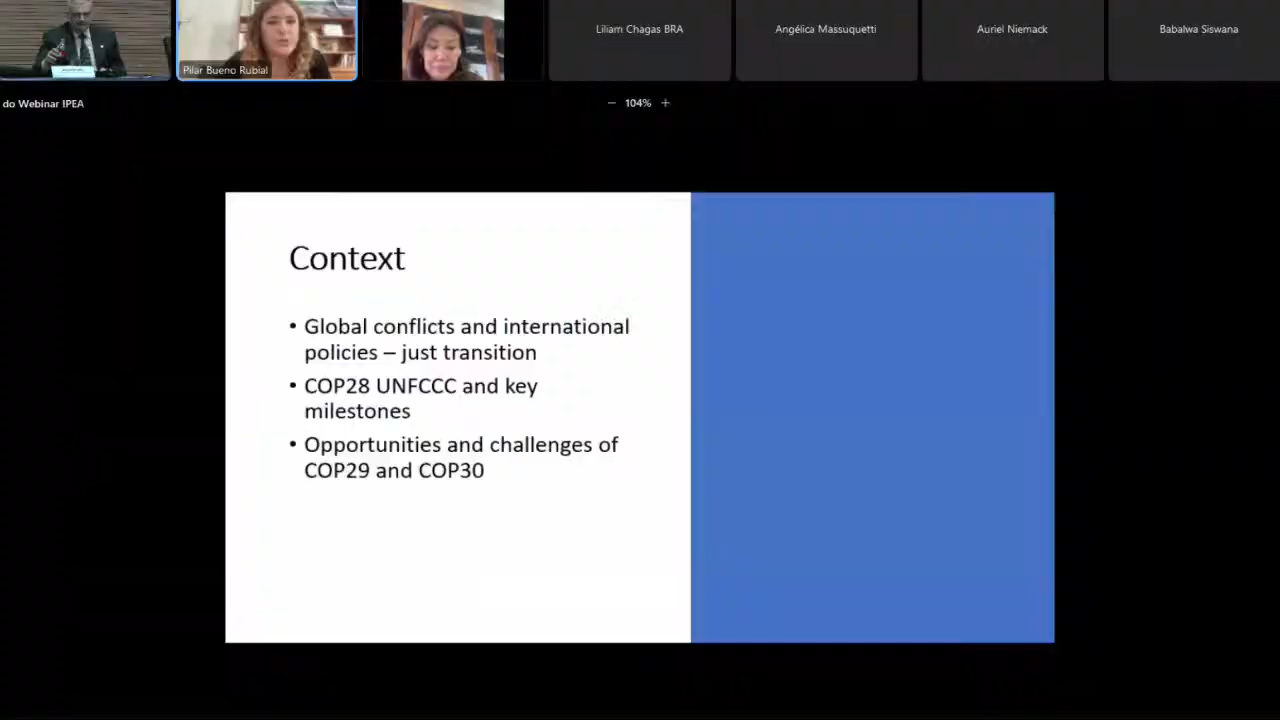 Liliam Chagas BRA
Angélica Massuquetti
Auriel Niemack
Babalwa Siswana
Pilar Bueno Rubial
do Webinar IPEA
− 104% +
Context
• Global conflicts and international
policies – just transition
• COP28 UNFCCC and key
milestones
• Opportunities and challenges of
COP29 and COP30